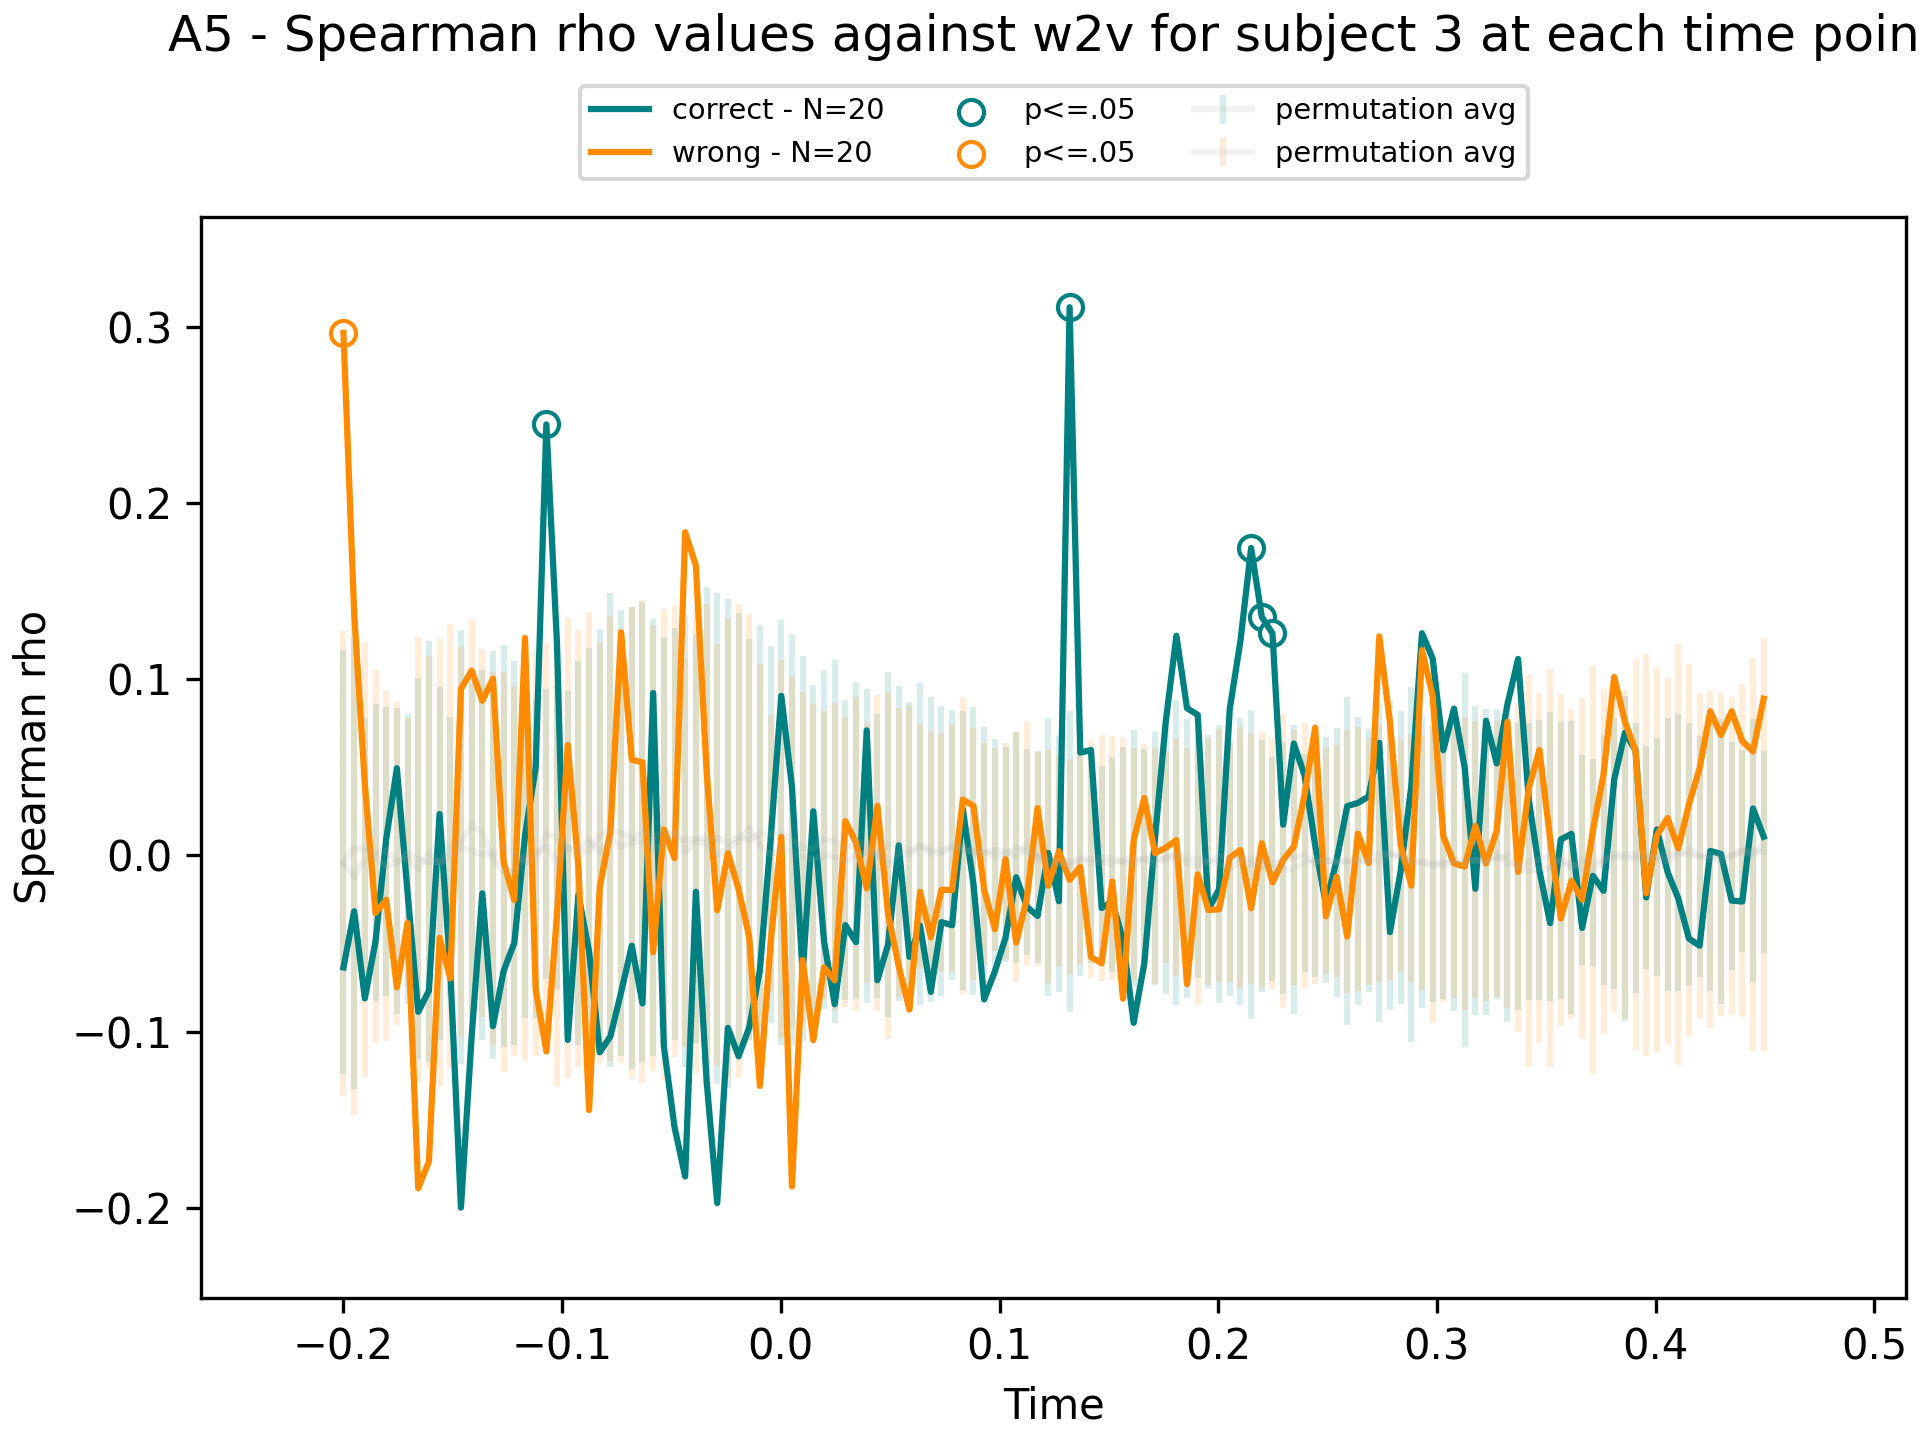 A5 - Spearman rho values against w2v for subject 3 at each time poin
correct - N=20
wrong - N=20
p<=.05
p<=.05
permutation avg
permutation avg
Spearman rho
0.3
0.2
0.1
0.0
−0.1
−0.2
−0.2 −0.1 0.0 0.1 0.2 0.3 0.4 0.5
Time